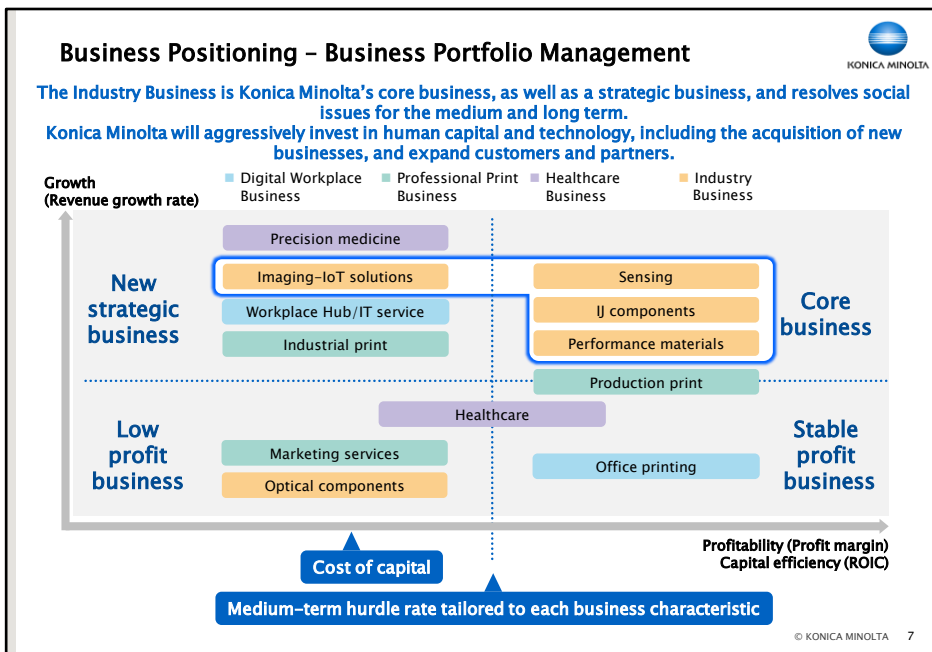 Business Positioning – Business Portfolio Management
KONICA MINOLTA
The Industry Business is Konica Minolta’s core business, as well as a strategic business, and resolves social
issues for the medium and long term.
Konica Minolta will aggressively invest in human capital and technology, including the acquisition of new
businesses, and expand customers and partners.
Growth
(Revenue growth rate)
Digital Workplace
Business
Professional Print
Business
Healthcare
Business
Industry
Business
New
strategic
business
Precision medicine
Imaging-IoT solutions
Workplace Hub/IT service
Industrial print
Sensing
IJ components
Performance materials
Core
business
Production print
Healthcare
Low
profit
business
Marketing services
Optical components
Office printing
Stable
profit
business
Profitability (Profit margin)
Capital efficiency (ROIC)
Cost of capital
Medium-term hurdle rate tailored to each business characteristic
© KONICA MINOLTA 7